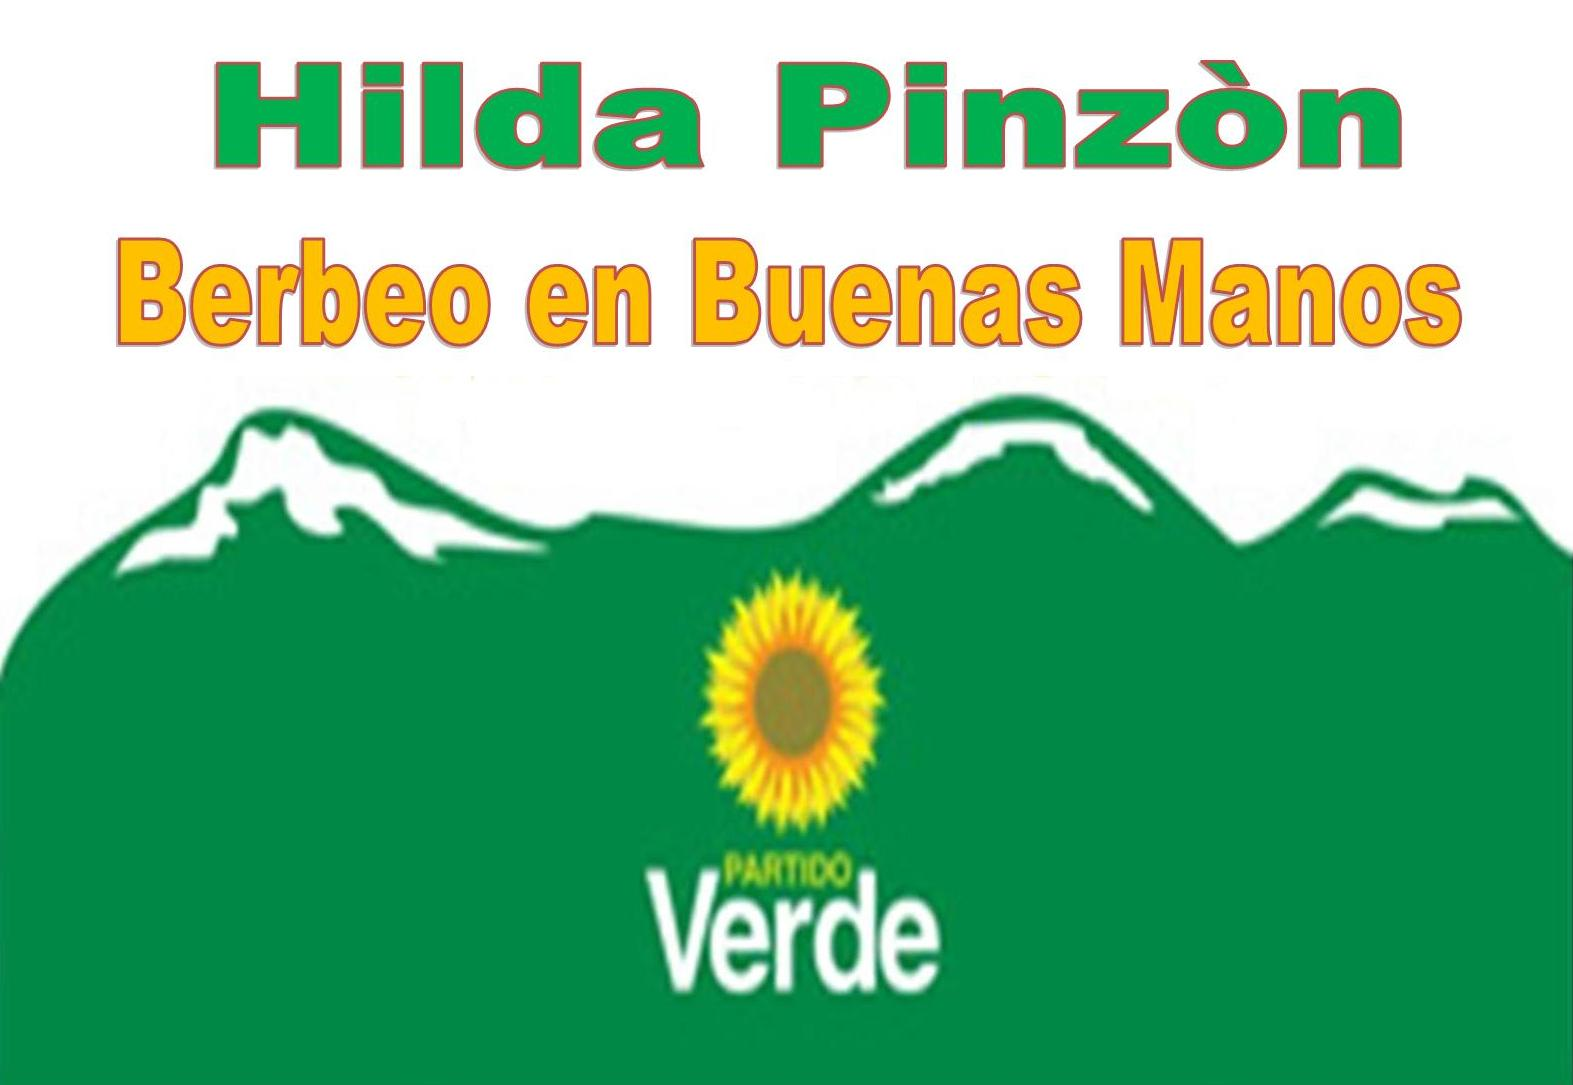 Hilda Pinzòn
Berbeo en Buenas Manos
PARTIDO
Verde